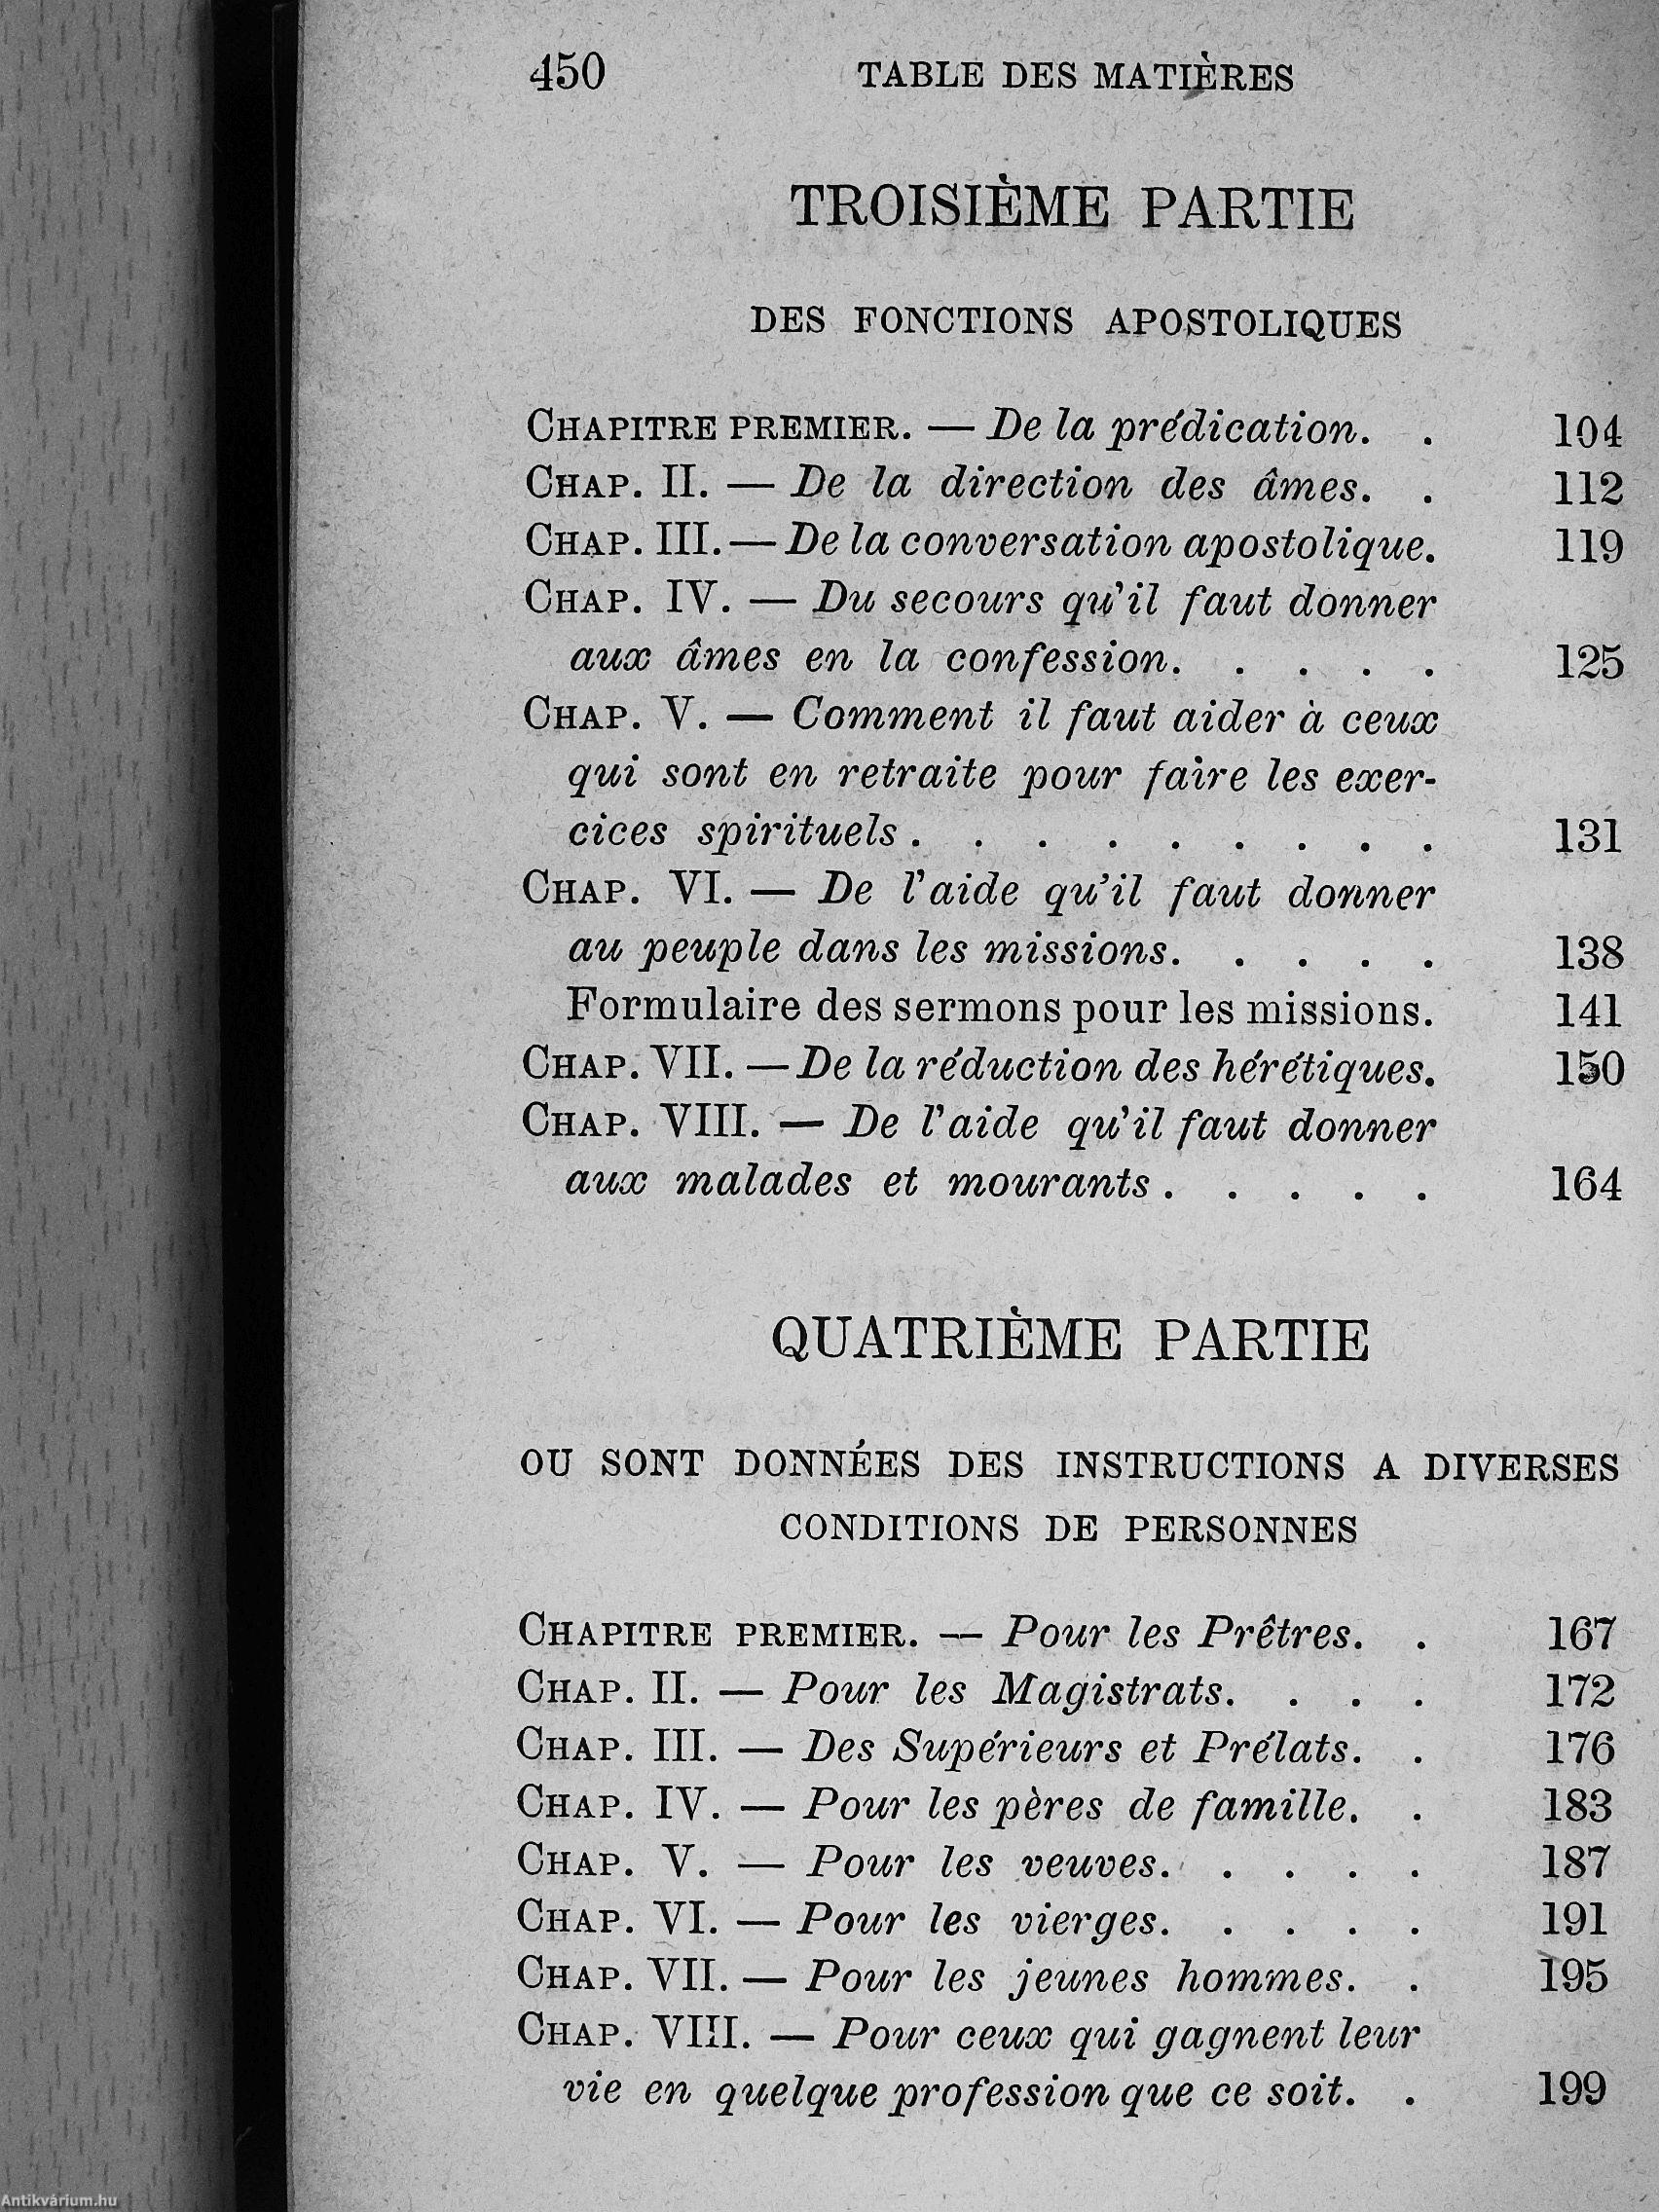 450 TABLE DES MATIÈRES
TROISIÈME PARTIE
DES FONCTIONS APOSTOLIQUES
CHAPITRE PREMIER. — De la prédication. . 104
CHAP. II. — De la direction des âmes. . 112
CHAP. III. — De la conversation apostolique. 119
CHAP. IV. — Du secours qu'il faut donner
aux âmes en la confession. . . . . 125
CHAP. V. — Comment il faut aider à ceux
qui sont en retraite pour faire les exer-
cices spirituels . . . . . . . . . 131
CHAP. VI. — De l'aide qu'il faut donner
au peuple dans les missions. . . . . 138
Formulaire des sermons pour les missions. 141
CHAP. VII. — De la réduction des hérétiques. 150
CHAP. VIII. — De l'aide qu'il faut donner
aux malades et mourants . . . . . 164
QUATRIÈME PARTIE
OU SONT DONNÉES DES INSTRUCTIONS A DIVERSES
CONDITIONS DE PERSONNES
CHAPITRE PREMIER. — Pour les Prêtres. . 167
CHAP. II. — Pour les Magistrats. . . . 172
CHAP. III. — Des Supérieurs et Prélats. . 176
CHAP. IV. — Pour les pères de famille. . 183
CHAP. V. — Pour les veuves. . . . . 187
CHAP. VI. — Pour les vierges. . . . . 191
CHAP. VII. — Pour les jeunes hommes. . 195
CHAP. VIII. — Pour ceux qui gagnent leur
vie en quelque profession que ce soit. . 199
Antikvárium.hu